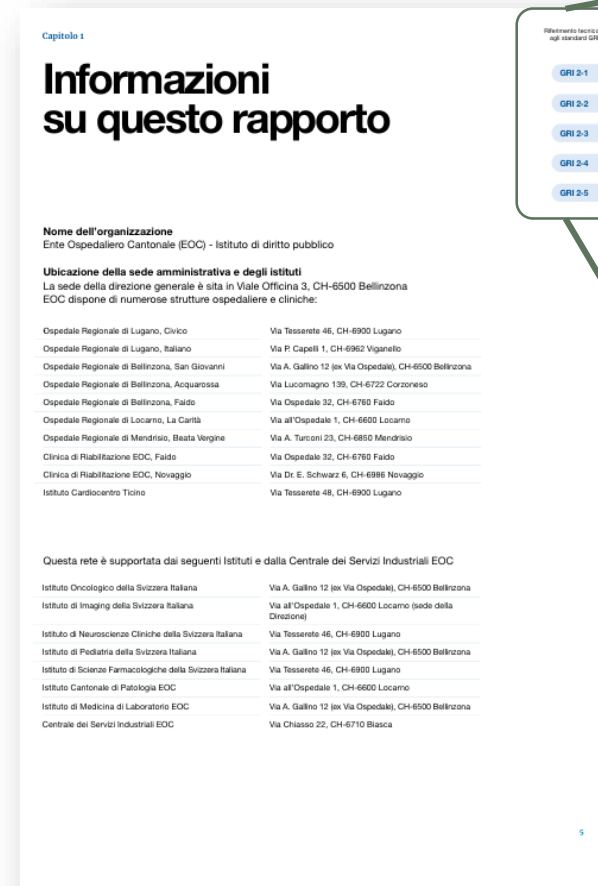 Capitolo 1
Informazioni
su questo rapporto
Riferimento tecnico
agli standard GRI
GRI 2-1
GRI 2-2
GRI 2-3
GRI 2-4
GRI 2-5
Nome dell'organizzazione
Ente Ospedaliero Cantonale (EOC) - Istituto di diritto pubblico
Ubicazione della sede amministrativa e degli istituti
La sede della direzione generale è sita in Viale Officina 3, CH-6500 Bellinzona
EOC dispone di numerose strutture ospedaliere e cliniche:
Ospedale Regionale di Lugano, Civico Via Tesserete 46, CH-6900 Lugano
Ospedale Regionale di Lugano, Italiano Via P. Capelli 1, CH-6962 Viganello
Ospedale Regionale di Bellinzona, San Giovanni Via A. Gallino 12 (ex Via Ospedale), CH-6500 Bellinzona
Ospedale Regionale di Bellinzona, Acquarossa Via Lucomagno 139, CH-6722 Corzoneso
Ospedale Regionale di Bellinzona, Faido Via Ospedale 32, CH-6760 Faido
Ospedale Regionale di Locarno, La Carità Via all'Ospedale 1, CH-6600 Locarno
Ospedale Regionale di Mendrisio, Beata Vergine Via A. Turconi 23, CH-6850 Mendrisio
Clinica di Riabilitazione EOC, Faido Via Ospedale 32, CH-6760 Faido
Clinica di Riabilitazione EOC, Novaggio Via Dr. E. Schwarz 6, CH-6986 Novaggio
Istituto Cardiocentro Ticino Via Tesserete 48, CH-6900 Lugano
Questa rete è supportata dai seguenti Istituti e dalla Centrale dei Servizi Industriali EOC
Istituto Oncologico della Svizzera Italiana Via A. Gallino 12 (ex Via Ospedale), CH-6500 Bellinzona
Istituto di Imaging della Svizzera Italiana Via all'Ospedale 1, CH-6600 Locarno (sede della
Direzione)
Istituto di Neuroscienze Cliniche della Svizzera Italiana Via Tesserete 46, CH-6900 Lugano
Istituto di Pediatria della Svizzera Italiana Via A. Gallino 12 (ex Via Ospedale), CH-6500 Bellinzona
Istituto di Scienze Farmacologiche della Svizzera Italiana Via Tesserete 46, CH-6900 Lugano
Istituto Cantonale di Patologia EOC Via all'Ospedale 1, CH-6600 Locarno
Istituto di Medicina di Laboratorio EOC Via A. Gallino 12 (ex Via Ospedale), CH-6500 Bellinzona
Centrale dei Servizi Industriali EOC Via Chiasso 22, CH-6710 Biasca
5